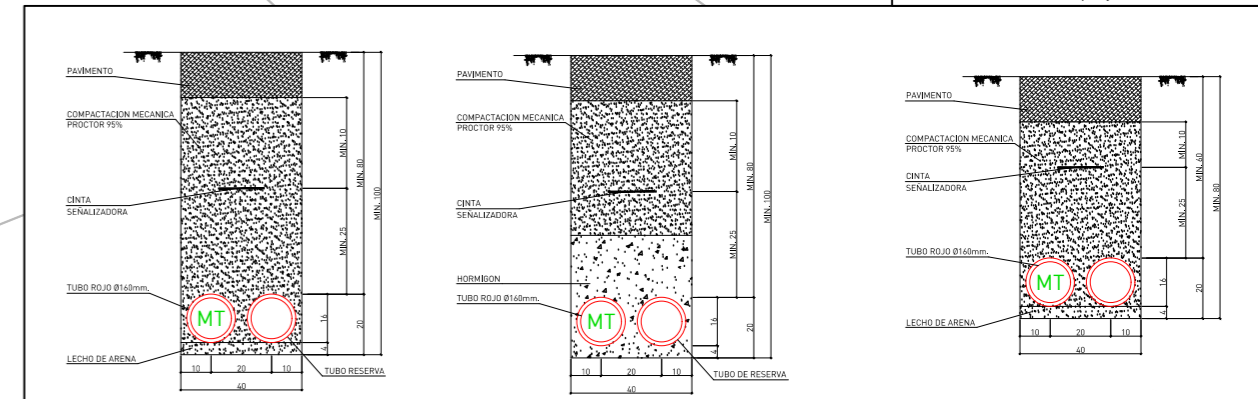 PAVIMENTO
COMPACTACION MECANICA
PROCTOR 95%
CINTA
SEÑALIZADORA
TUBO ROJO Ø160mm.
LECHO DE ARENA
MT
TUBO RESERVA
MIN. 10
MIN. 25
MIN. 80
MIN. 100
16
4
20
10
20
10
40
PAVIMENTO
COMPACTACION MECANICA
PROCTOR 95%
CINTA
SEÑALIZADORA
HORMIGON
TUBO ROJO Ø160mm.
MT
TUBO DE RESERVA
MIN. 10
MIN. 25
MIN. 80
MIN. 100
16
4
20
10
20
10
40
PAVIMENTO
COMPACTACION MECANICA
PROCTOR 95%
CINTA
SEÑALIZADORA
TUBO ROJO Ø160mm.
LECHO DE ARENA
MT
MIN. 10
MIN. 25
MIN. 60
MIN. 80
16
4
20
10
20
10
40